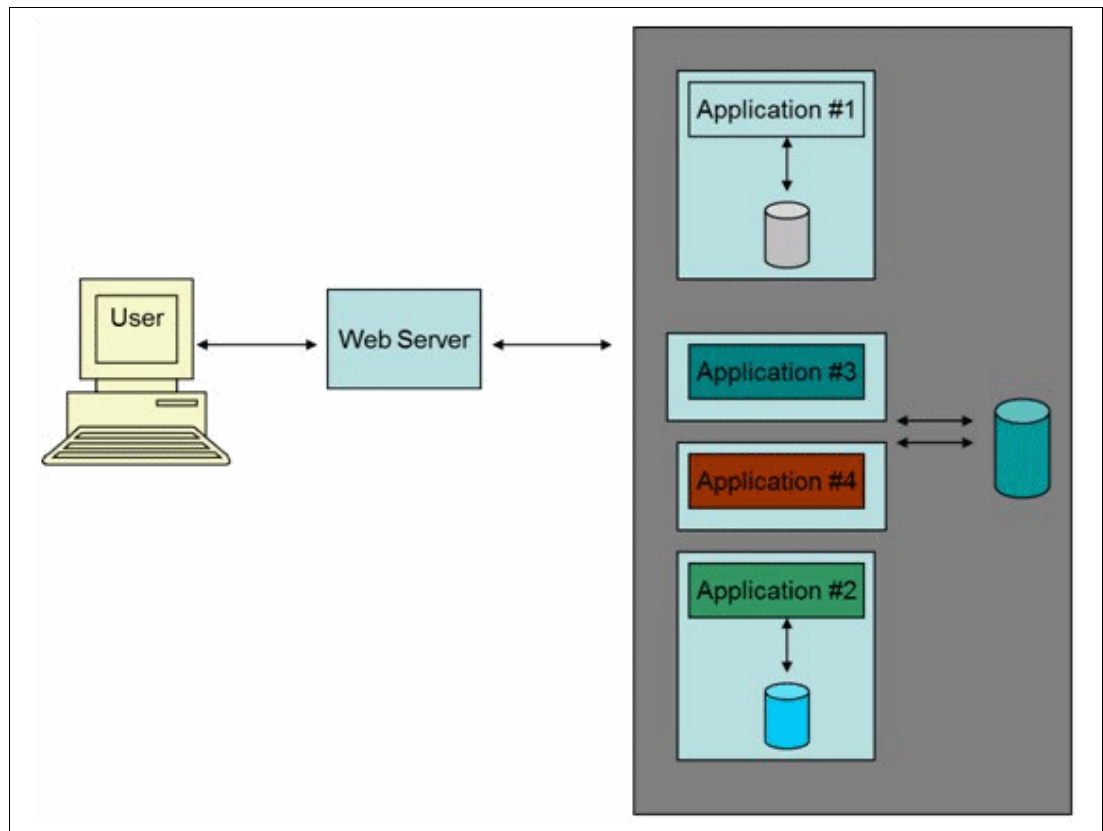 User
Web Server
Application #1
Application #3
Application #4
Application #2